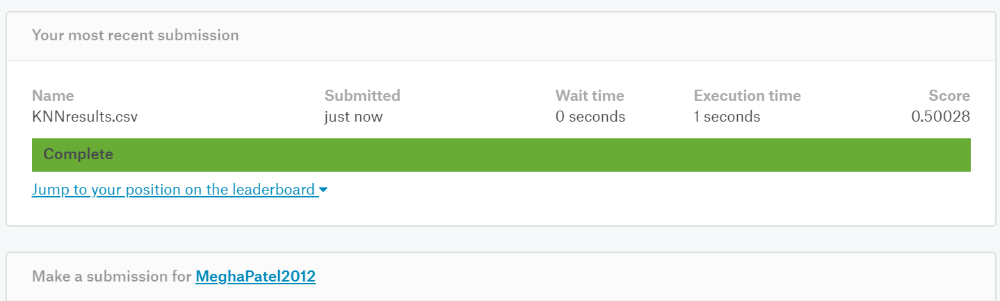 Your most recent submission
Name Submitted Wait time Execution time Score
KNNresults.csv just now 0 seconds 1 seconds 0.50028
Complete
Jump to your position on the leaderboard
Make a submission for MeghaPatel2012